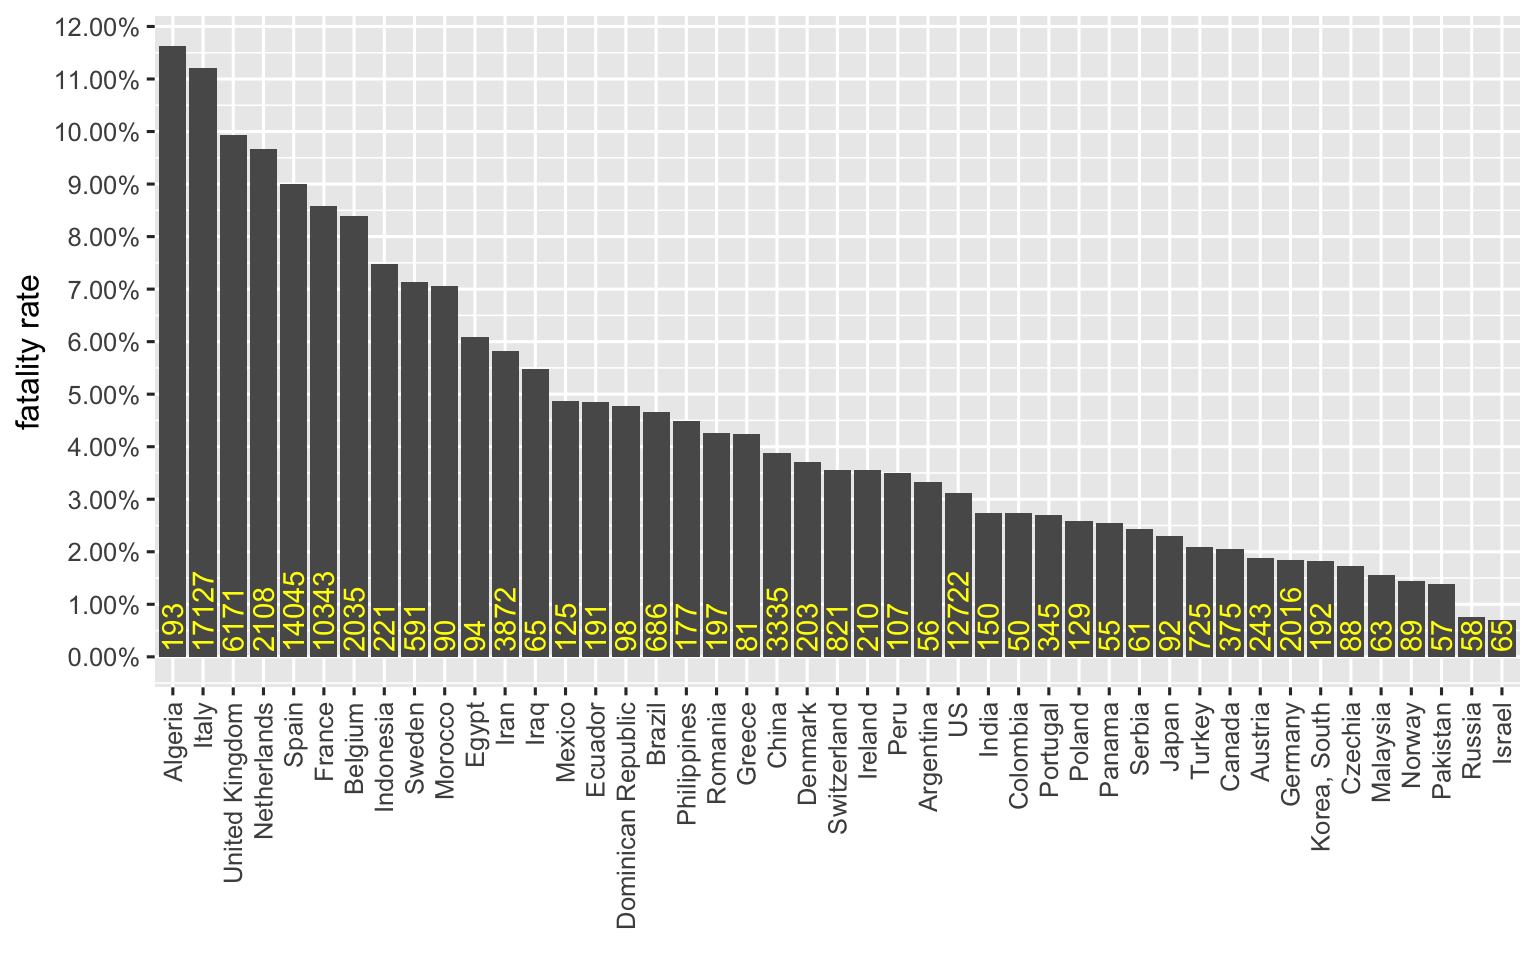 12.00%
11.00%
10.00%
9.00%
8.00%
7.00%
6.00%
5.00%
4.00%
3.00%
2.00%
1.00%
0.00%
fatality rate
193
17127
6171
2108
14045
10343
2035
221
591
90
94
3872
65
125
191
98
686
177
197
81
3335
203
821
210
107
56
12722
150
50
345
129
55
61
92
725
375
243
2016
192
88
63
89
57
58
65
Algeria
Italy
United Kingdom
Netherlands
Spain
France
Belgium
Indonesia
Sweden
Morocco
Egypt
Iran
Iraq
Mexico
Ecuador
Dominican Republic
Brazil
Philippines
Romania
Greece
China
Denmark
Switzerland
Ireland
Peru
Argentina
US
India
Colombia
Portugal
Poland
Panama
Serbia
Japan
Turkey
Canada
Austria
Germany
Korea, South
Czechia
Malaysia
Norway
Pakistan
Russia
Israel